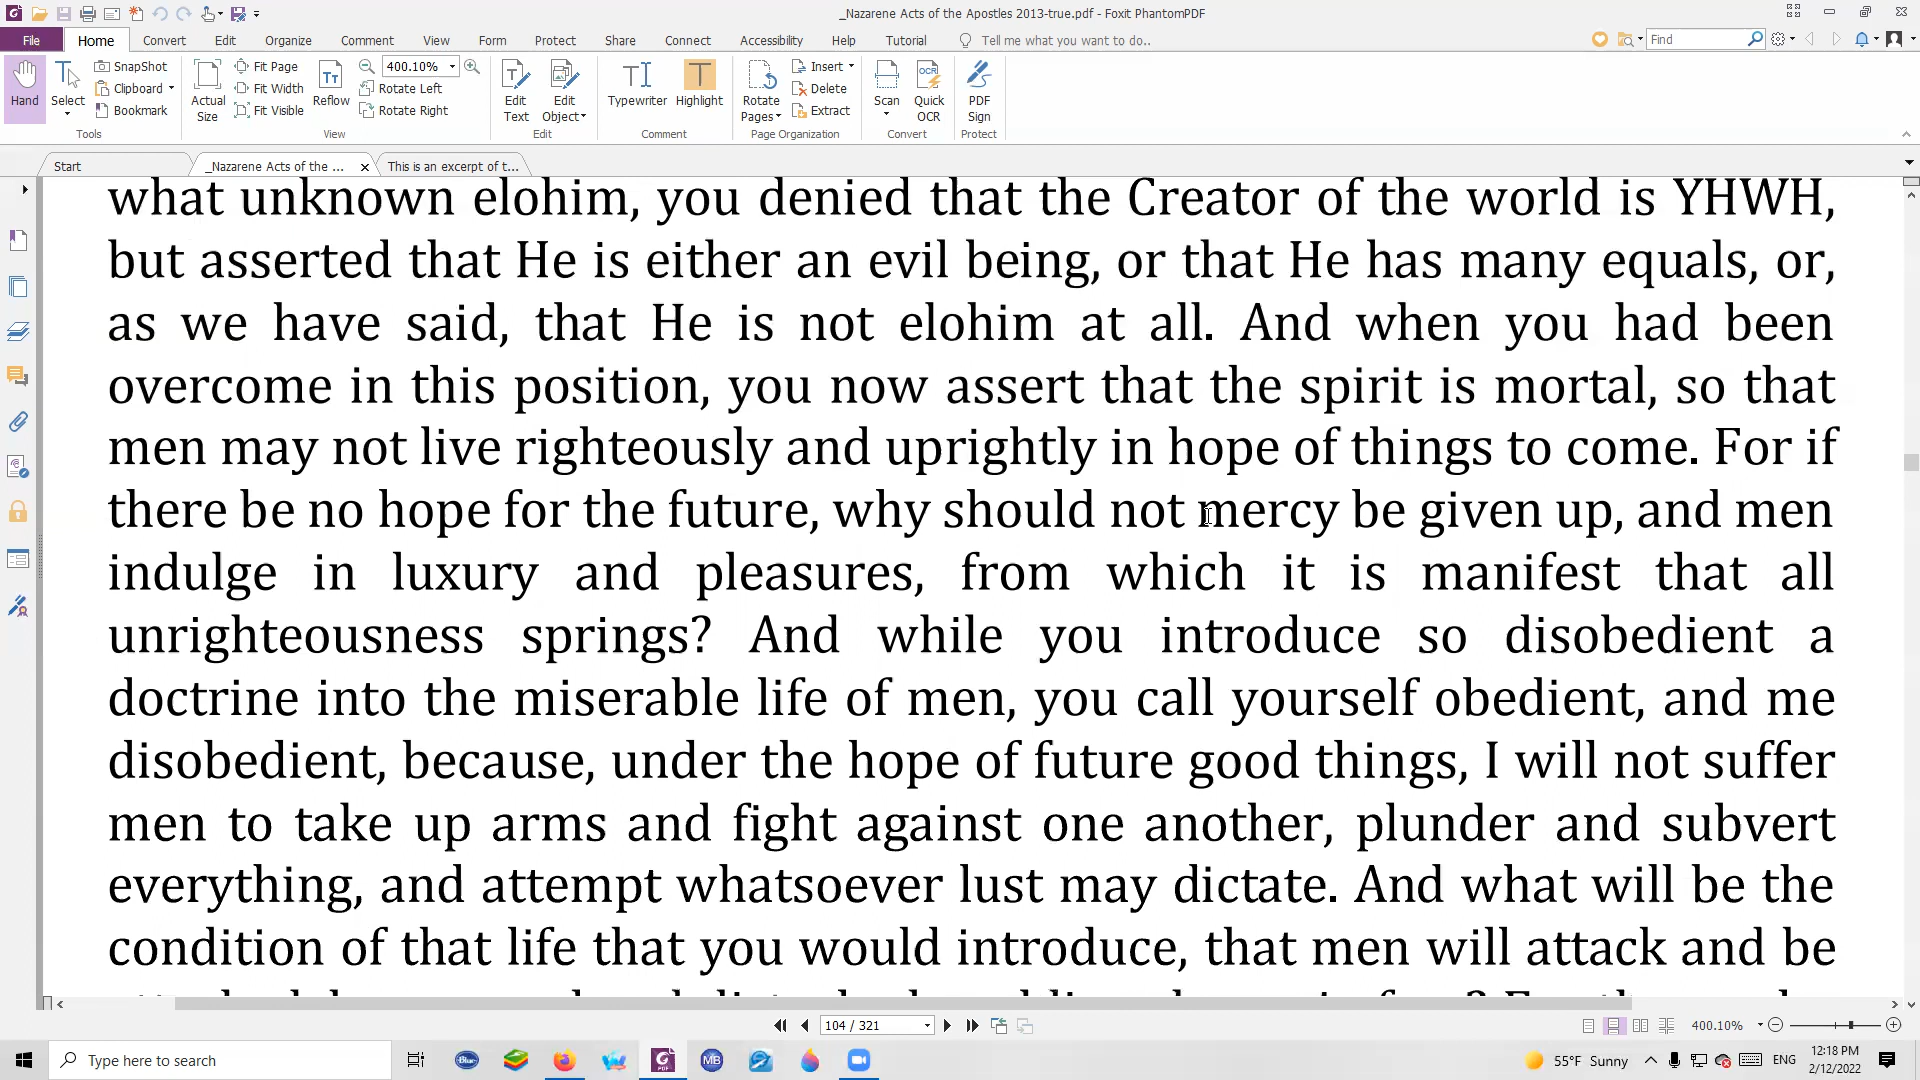 _Nazarene Acts of the Apostles 2013-true.pdf - Foxit PhantomPDF
File Home Convert Edit Organize Comment View Form Protect Share Connect Accessibility Help Tutorial Tell me what you want to do.. Find
SnapShot Fit Page 400.10% Insert
Clipboard Fit Width Rotate Left Delete
Bookmark Fit Visible Rotate Right Extract
Hand Select Actual Size Reflow Edit Text Edit Object Typewriter Highlight Rotate Pages Scan Quick OCR PDF Sign
Tools View Edit Comment Page Organization Convert Protect
Start _Nazarene Acts of the ... This is an excerpt of t...
what unknown elohim, you denied that the Creator of the world is YHWH,
but asserted that He is either an evil being, or that He has many equals, or,
as we have said, that He is not elohim at all. And when you had been
overcome in this position, you now assert that the spirit is mortal, so that
men may not live righteously and uprightly in hope of things to come. For if
there be no hope for the future, why should not mercy be given up, and men
indulge in luxury and pleasures, from which it is manifest that all
unrighteousness springs? And while you introduce so disobedient a
doctrine into the miserable life of men, you call yourself obedient, and me
disobedient, because, under the hope of future good things, I will not suffer
men to take up arms and fight against one another, plunder and subvert
everything, and attempt whatsoever lust may dictate. And what will be the
condition of that life that you would introduce, that men will attack and be
104 / 321 400.10%
Type here to search 55°F Sunny ENG 12:18 PM
2/12/2022